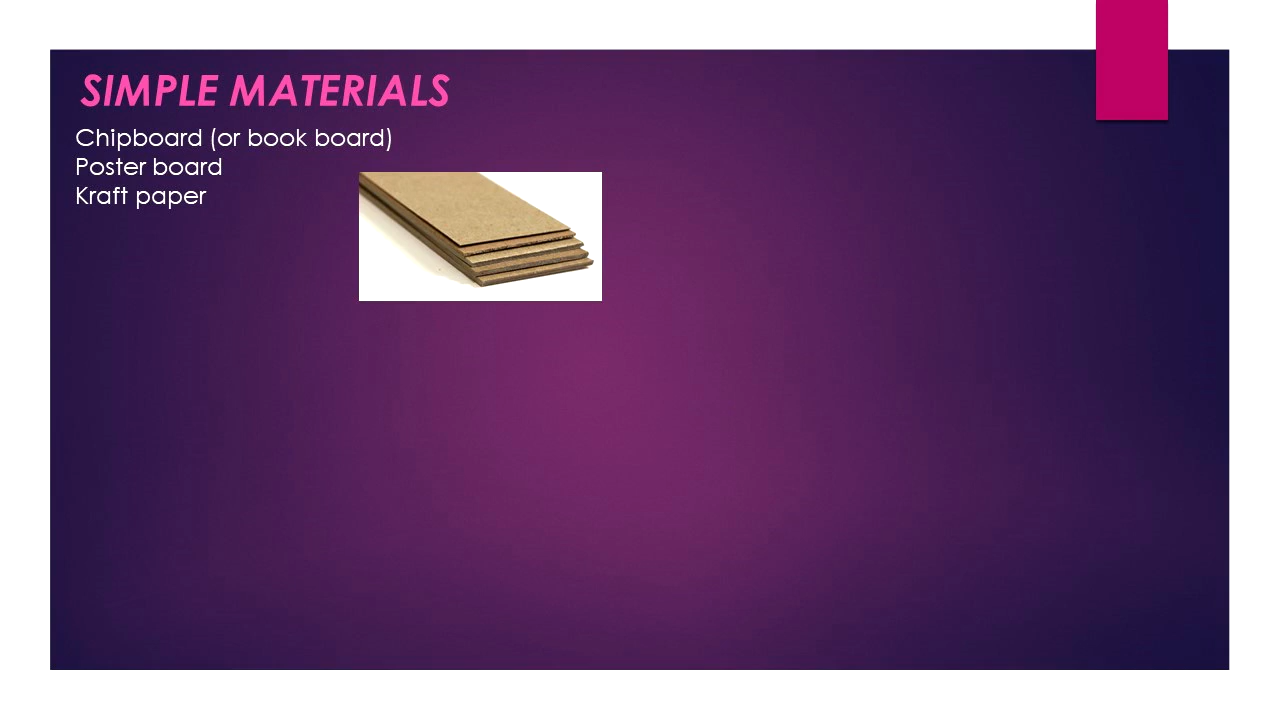 SIMPLE MATERIALS
Chipboard (or book board)
Poster board
Kraft paper